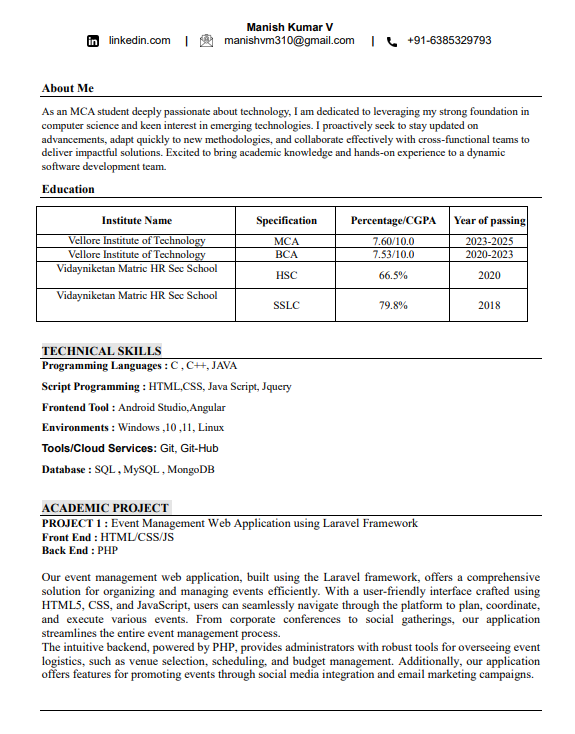 Manish Kumar V
linkedin.com | manishvm310@gmail.com | +91-6385329793
About Me
As an MCA student deeply passionate about technology, I am dedicated to leveraging my strong foundation in
computer science and keen interest in emerging technologies. I proactively seek to stay updated on
advancements, adapt quickly to new methodologies, and collaborate effectively with cross-functional teams to
deliver impactful solutions. Excited to bring academic knowledge and hands-on experience to a dynamic
software development team.
Education
Institute Name Specification Percentage/CGPA Year of passing
Vellore Institute of Technology MCA 7.60/10.0 2023-2025
Vellore Institute of Technology BCA 7.53/10.0 2020-2023
Vidayniketan Matric HR Sec School HSC 66.5% 2020
Vidayniketan Matric HR Sec School SSLC 79.8% 2018
TECHNICAL SKILLS
Programming Languages : C , C++, JAVA
Script Programming : HTML,CSS, Java Script, Jquery
Frontend Tool : Android Studio,Angular
Environments : Windows ,10 ,11, Linux
Tools/Cloud Services: Git, Git-Hub
Database : SQL , MySQL , MongoDB
ACADEMIC PROJECT
PROJECT 1 : Event Management Web Application using Laravel Framework
Front End : HTML/CSS/JS
Back End : PHP
Our event management web application, built using the Laravel framework, offers a comprehensive
solution for organizing and managing events efficiently. With a user-friendly interface crafted using
HTML5, CSS, and JavaScript, users can seamlessly navigate through the platform to plan, coordinate,
and execute various events. From corporate conferences to social gatherings, our application
streamlines the entire event management process.
The intuitive backend, powered by PHP, provides administrators with robust tools for overseeing event
logistics, such as venue selection, scheduling, and budget management. Additionally, our application
offers features for promoting events through social media integration and email marketing campaigns.